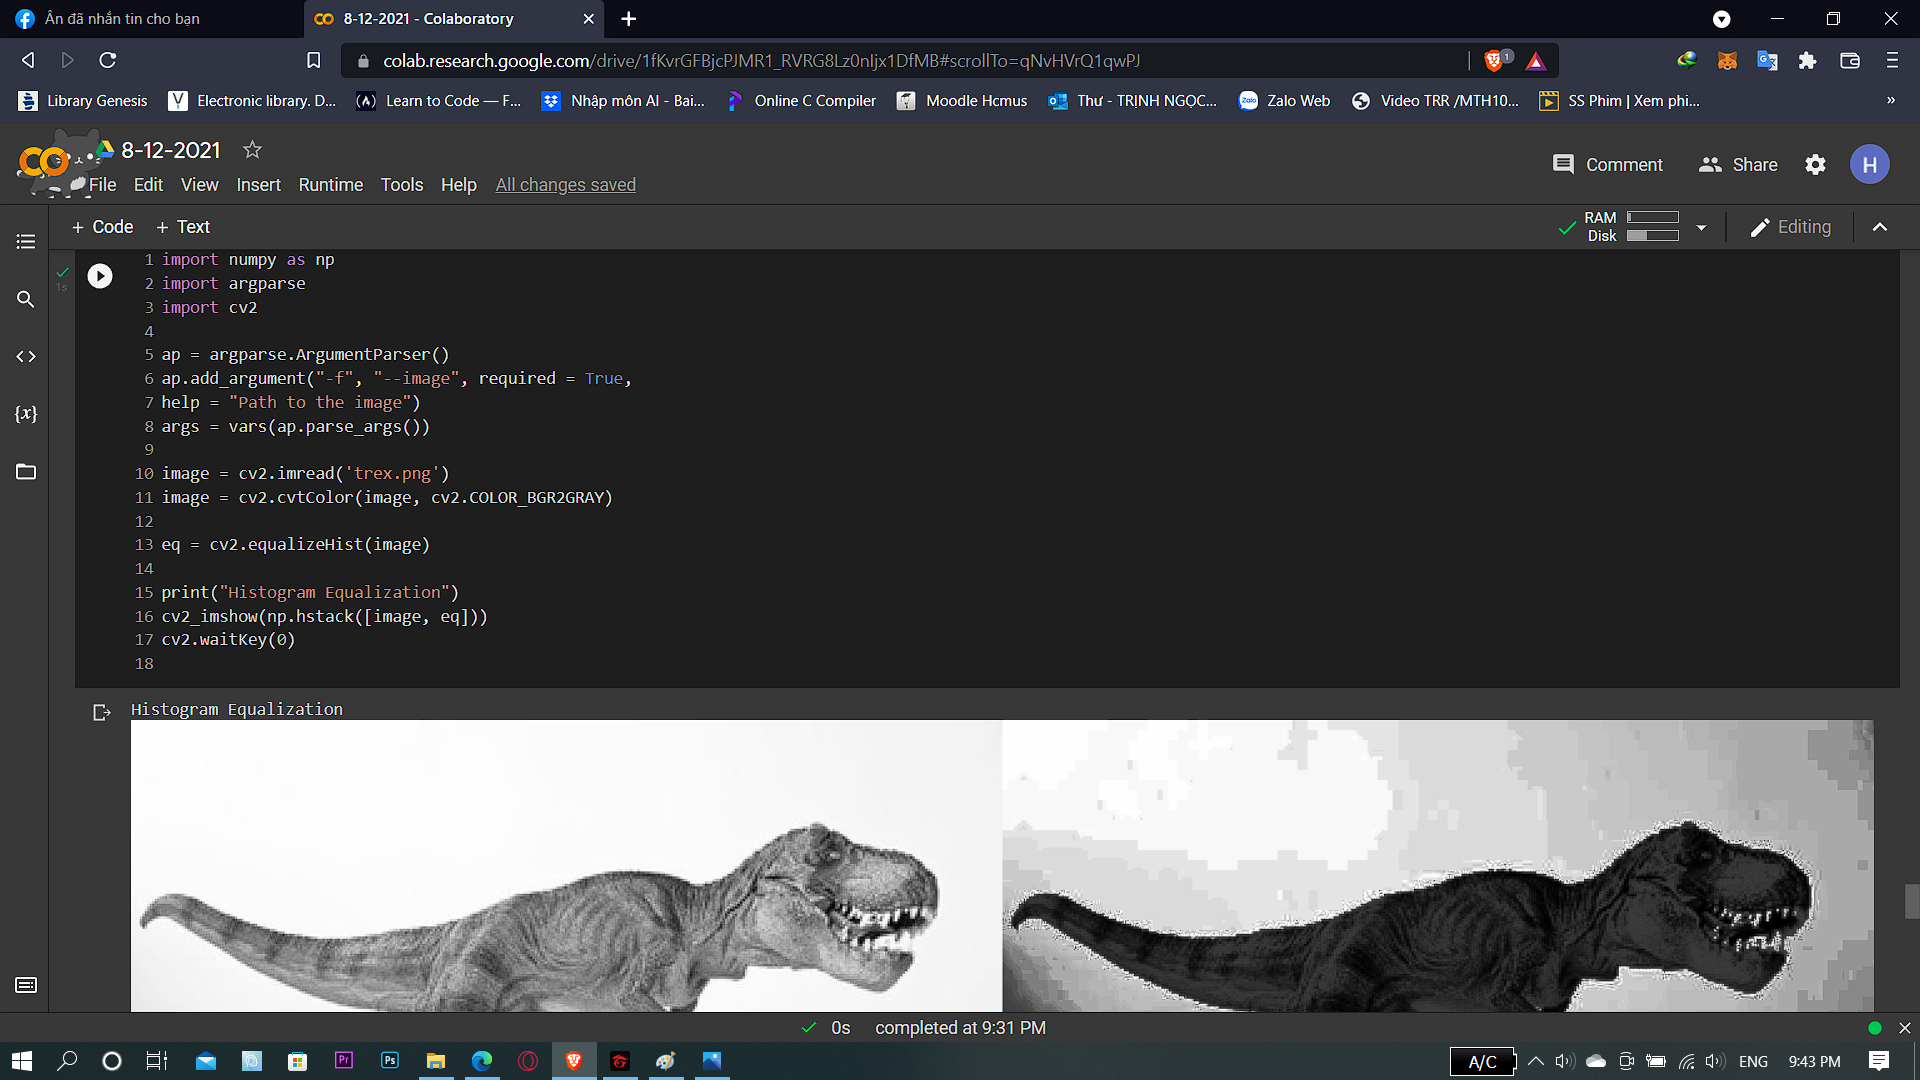 Ân đã nhắn tin cho bạn
8-12-2021 - Colaboratory
colab.research.google.com/drive/1fKvrGFBjcPJMR1_RVRG8Lz0nIjx1DfMB#scrollTo=qNvHVrQ1qwPJ
1
Library Genesis
Electronic library. D...
Learn to Code — F...
Nhập môn AI - Bai...
Online C Compiler
Moodle Hcmus
Thư - TRỊNH NGỌC...
Zalo Web
Video TRR /MTH10...
SS Phim | Xem phi...
»
8-12-2021
Comment
Share
H
File Edit View Insert Runtime Tools Help All changes saved
+ Code + Text
RAM
Disk
Editing
1s
1 import numpy as np
2 import argparse
3 import cv2
4
5 ap = argparse.ArgumentParser()
6 ap.add_argument("-f", "--image", required = True,
7 help = "Path to the image")
8 args = vars(ap.parse_args())
9
10 image = cv2.imread('trex.png')
11 image = cv2.cvtColor(image, cv2.COLOR_BGR2GRAY)
12
13 eq = cv2.equalizeHist(image)
14
15 print("Histogram Equalization")
16 cv2_imshow(np.hstack([image, eq]))
17 cv2.waitKey(0)
18
Histogram Equalization
0s completed at 9:31 PM
Pr
Ps
A/C
ENG
9:43 PM